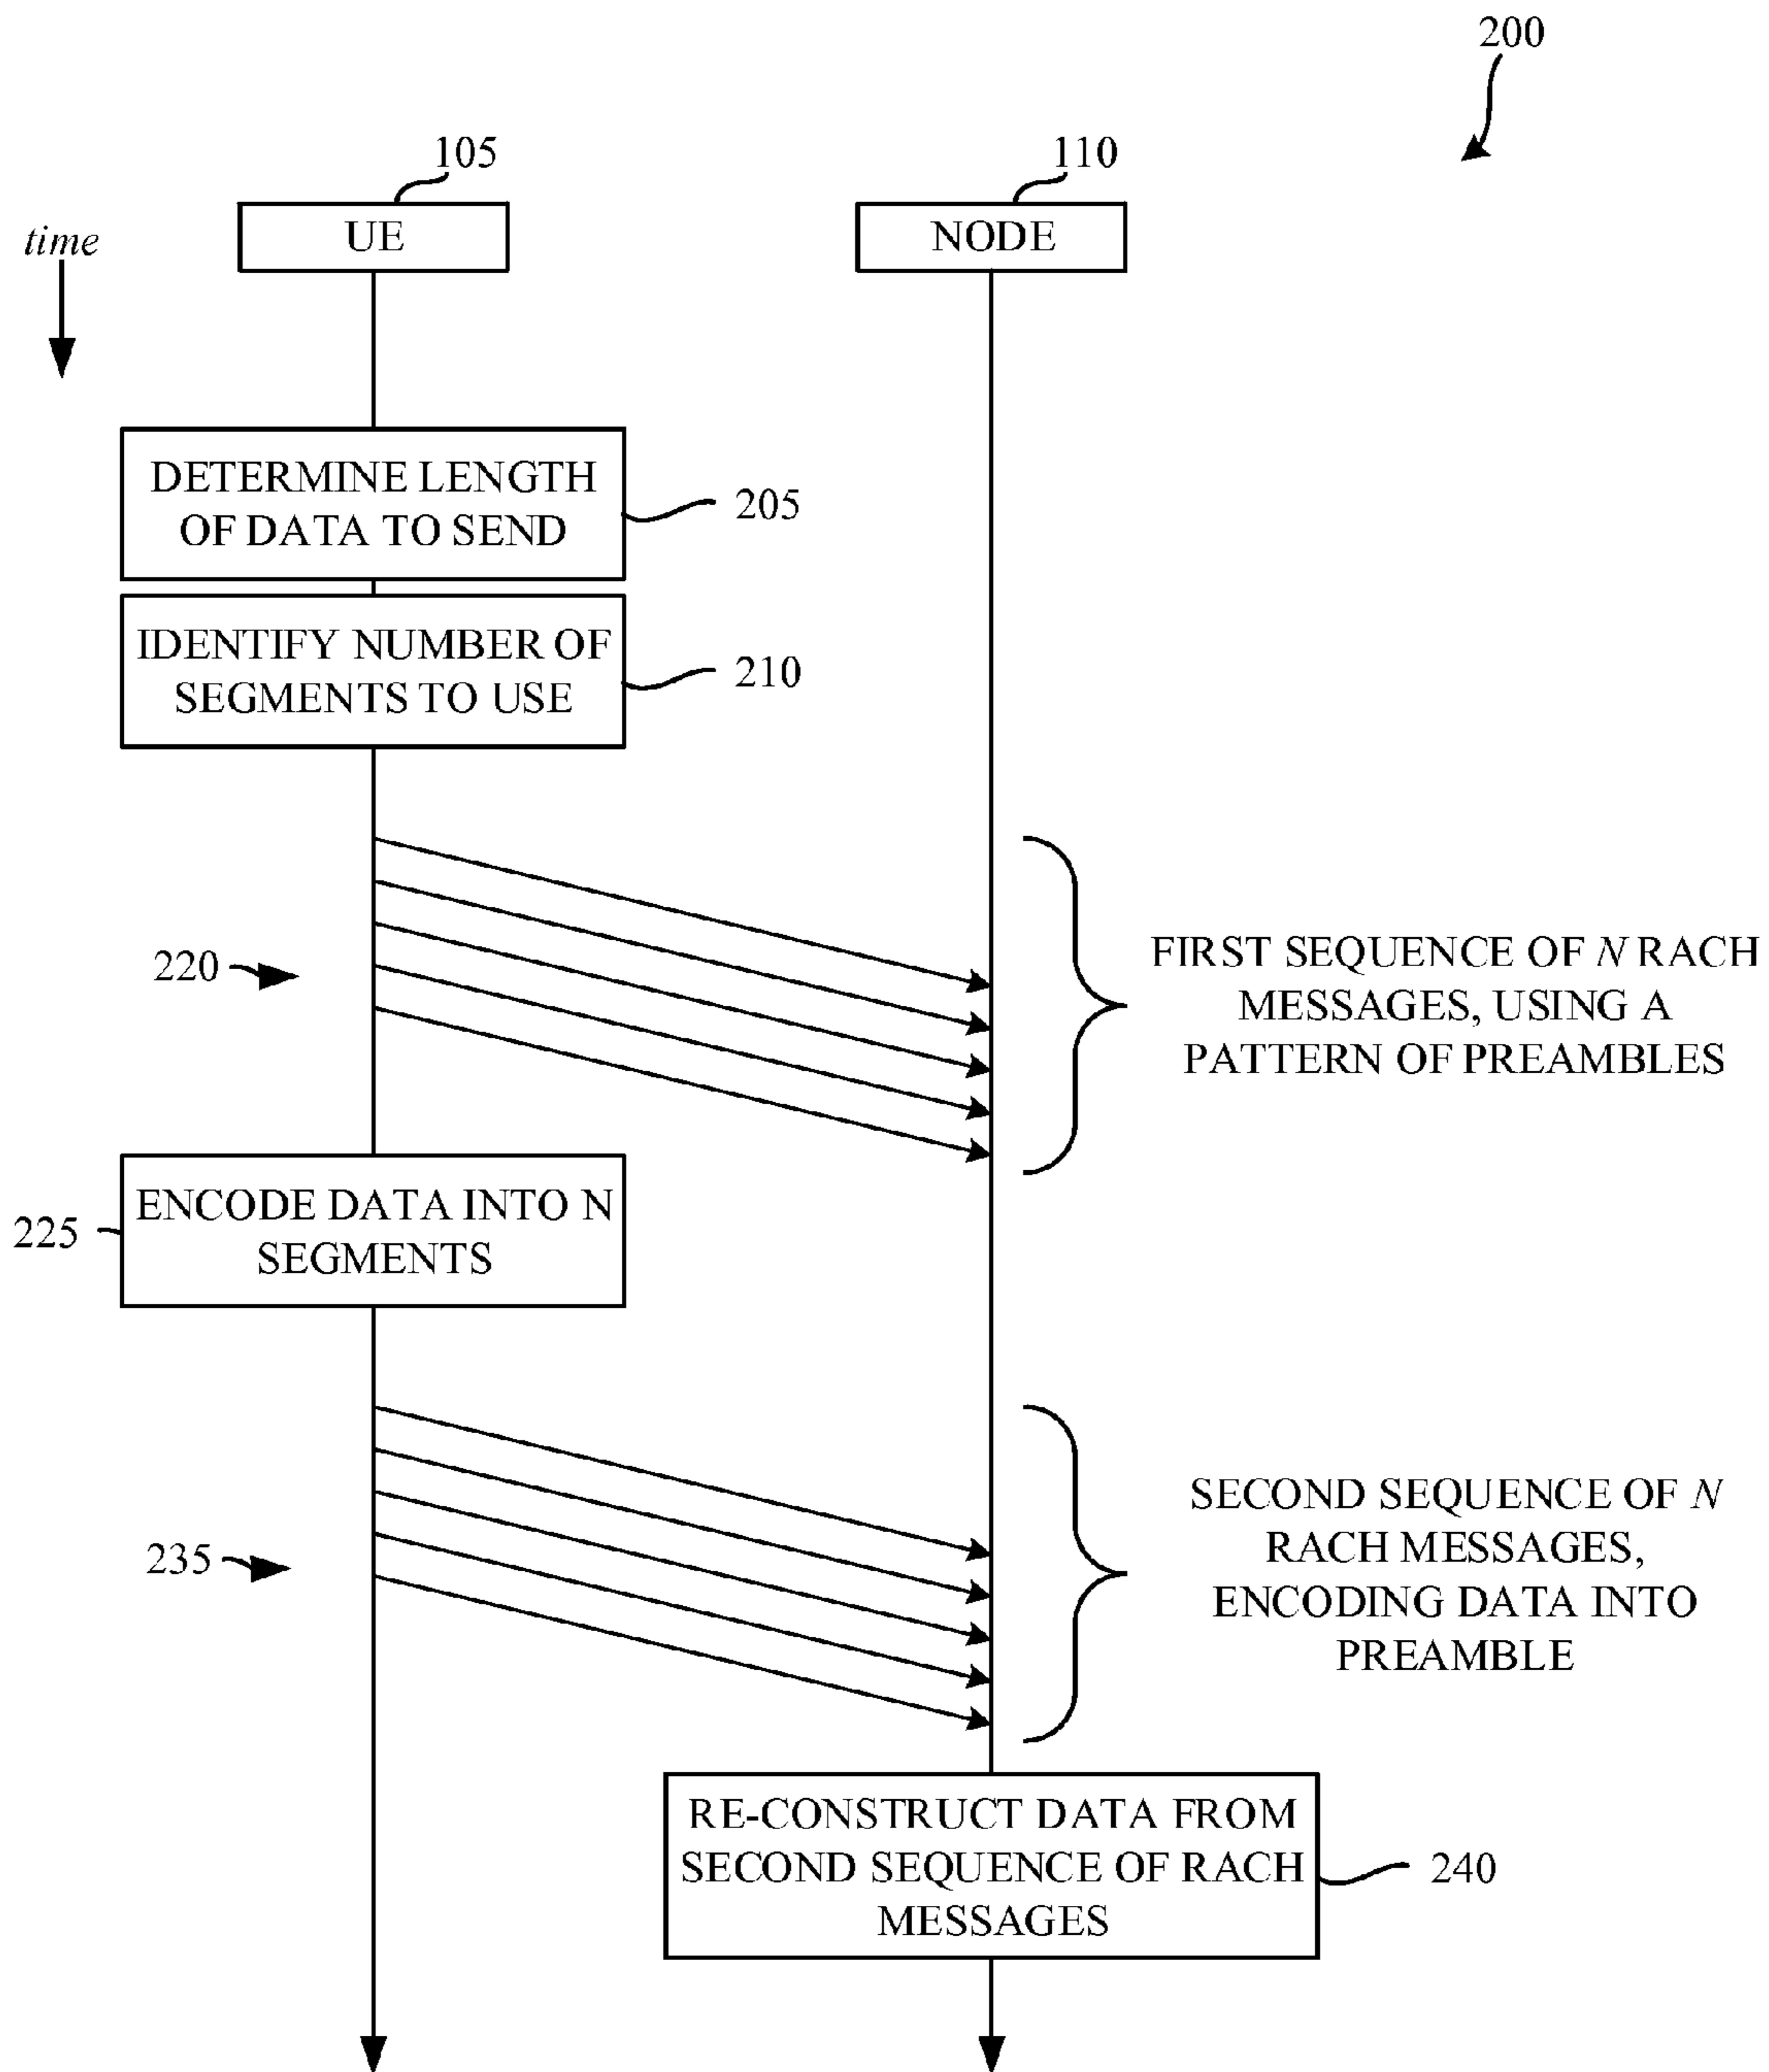 200
105
110
time
UE
NODE
DETERMINE LENGTH
OF DATA TO SEND
205
IDENTIFY NUMBER OF
SEGMENTS TO USE
210
220
FIRST SEQUENCE OF N RACH
MESSAGES, USING A
PATTERN OF PREAMBLES
225
ENCODE DATA INTO N
SEGMENTS
235
SECOND SEQUENCE OF N
RACH MESSAGES,
ENCODING DATA INTO
PREAMBLE
RE-CONSTRUCT DATA FROM
SECOND SEQUENCE OF RACH
MESSAGES
240